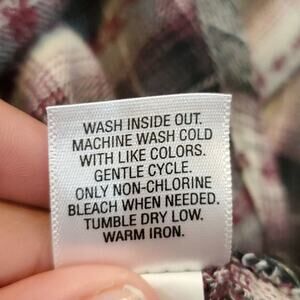 WASH INSIDE OUT.
MACHINE WASH COLD
WITH LIKE COLORS.
GENTLE CYCLE.
ONLY NON-CHLORINE
BLEACH WHEN NEEDED.
TUMBLE DRY LOW.
WARM IRON.